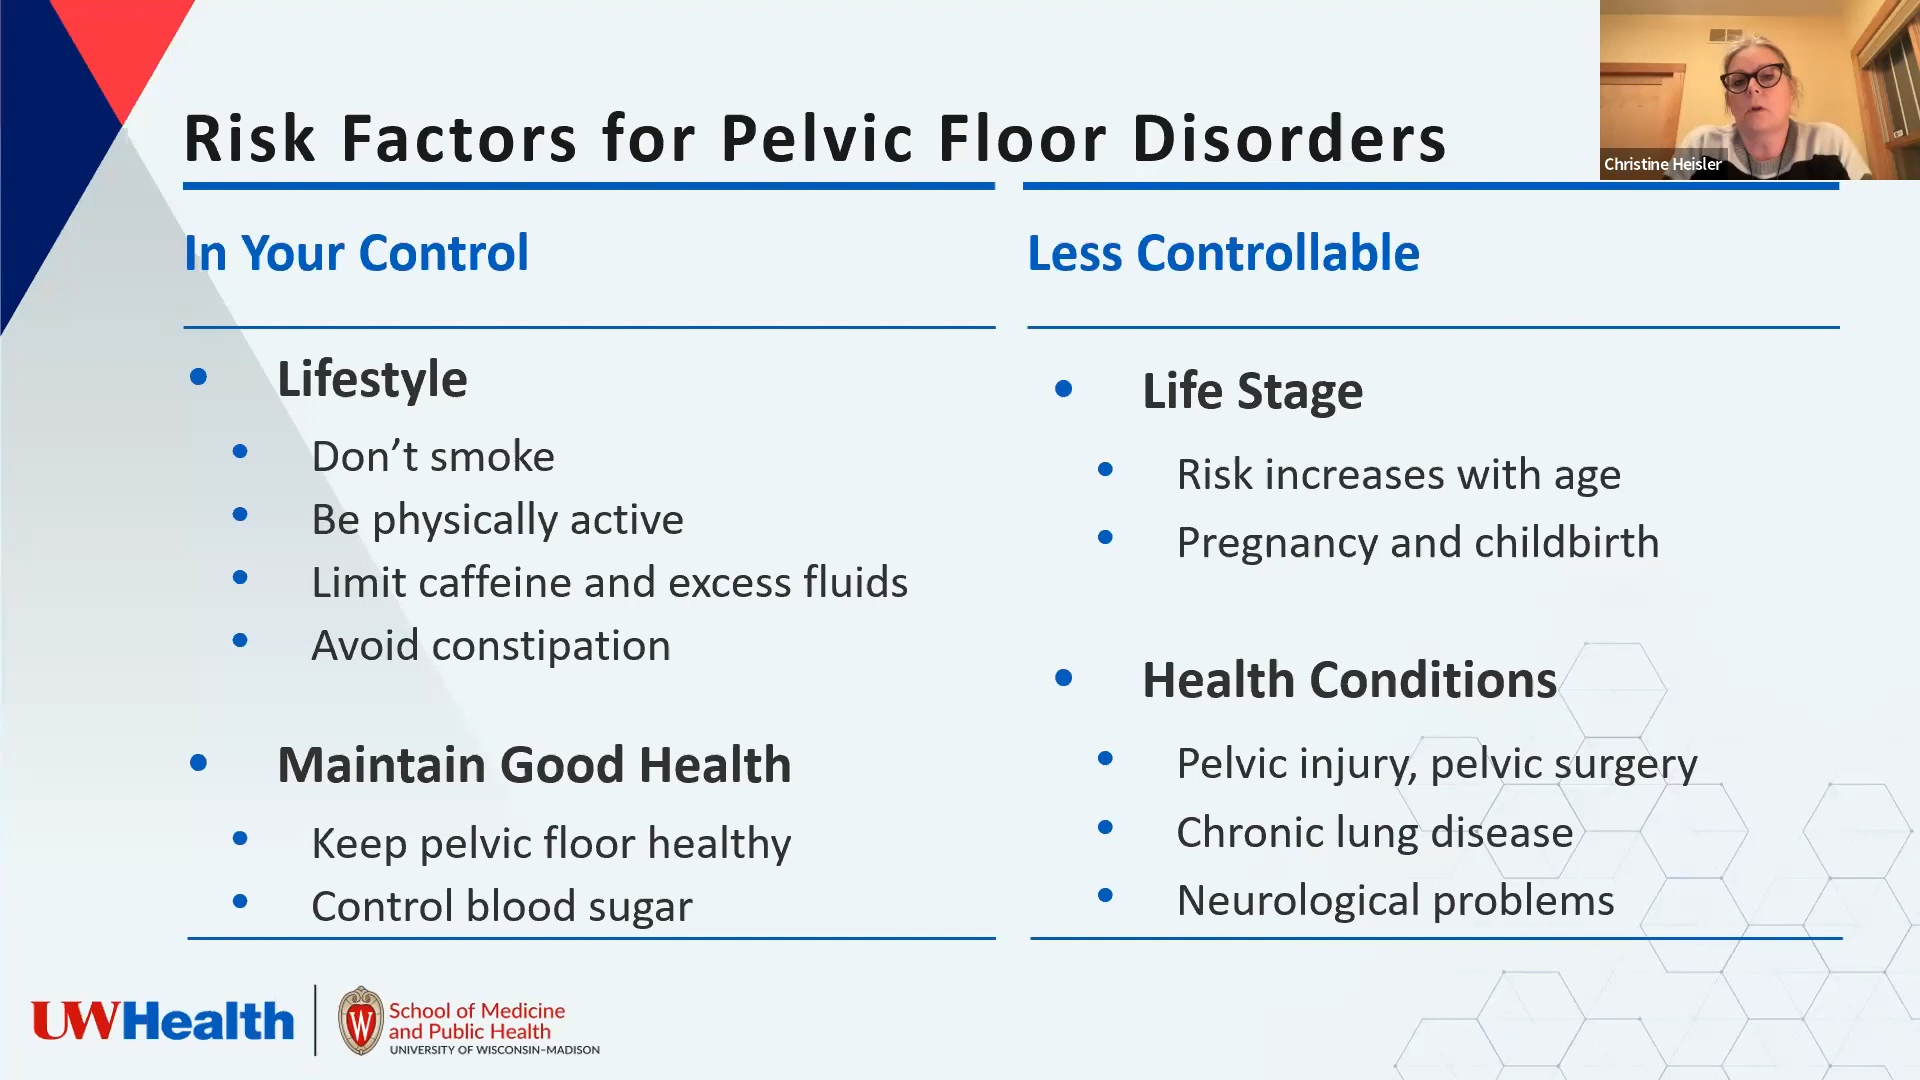 Risk Factors for Pelvic Floor Disorders
Christine Heisler
In Your Control
• Lifestyle
• Don’t smoke
• Be physically active
• Limit caffeine and excess fluids
• Avoid constipation
• Maintain Good Health
• Keep pelvic floor healthy
• Control blood sugar
Less Controllable
• Life Stage
• Risk increases with age
• Pregnancy and childbirth
• Health Conditions
• Pelvic injury, pelvic surgery
• Chronic lung disease
• Neurological problems
UWHealth
W
School of Medicine
and Public Health
UNIVERSITY OF WISCONSIN–MADISON